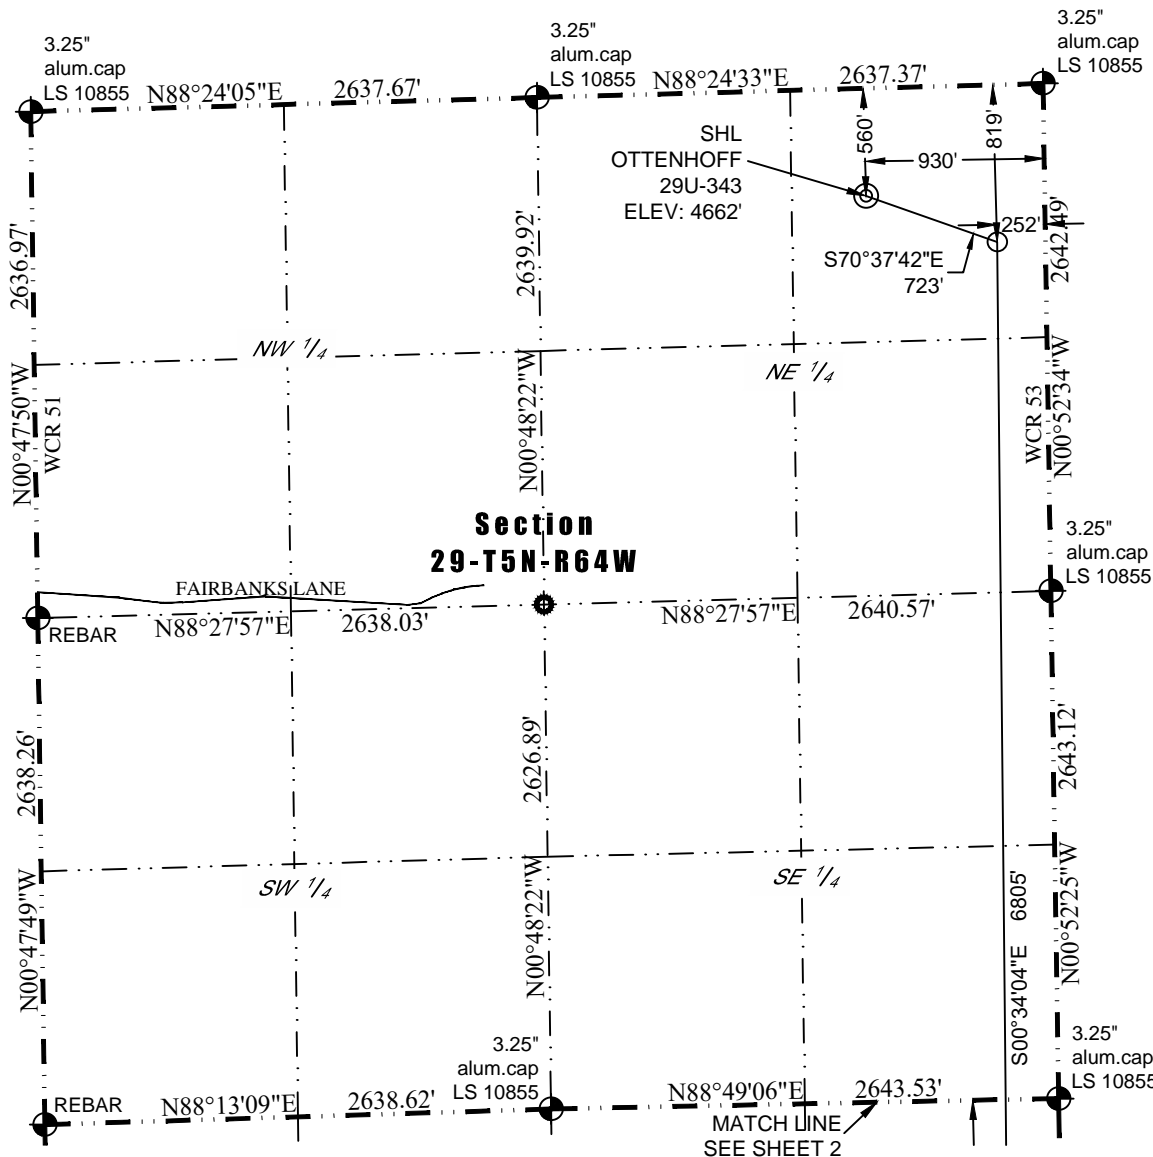 3.25"
alum.cap
LS 10855
N88°24'05"E
2637.67'
3.25"
alum.cap
LS 10855
N88°24'33"E
2637.37'
3.25"
alum.cap
LS 10855
SHL
OTTENHOFF
29U-343
ELEV: 4662'
560'
930'
819'
252'
S70°37'42"E
723'
2636.97'
2639.92'
2642.49'
NW 1/4
NE 1/4
N00°47'50"W
WCR 51
N00°48'22"W
WCR 53
N00°52'34"W
Section
29-T5N-R64W
3.25"
alum.cap
LS 10855
FAIRBANKS LANE
REBAR
N88°27'57"E
2638.03'
N88°27'57"E
2640.57'
2638.26'
2626.89'
2643.12'
SW 1/4
SE 1/4
N00°47'49"W
N00°48'22"W
S00°34'04"E 6805'
N00°52'25"W
3.25"
alum.cap
LS 10855
3.25"
alum.cap
LS 10855
REBAR
N88°13'09"E
2638.62'
N88°49'06"E
2643.53'
MATCH LINE
SEE SHEET 2